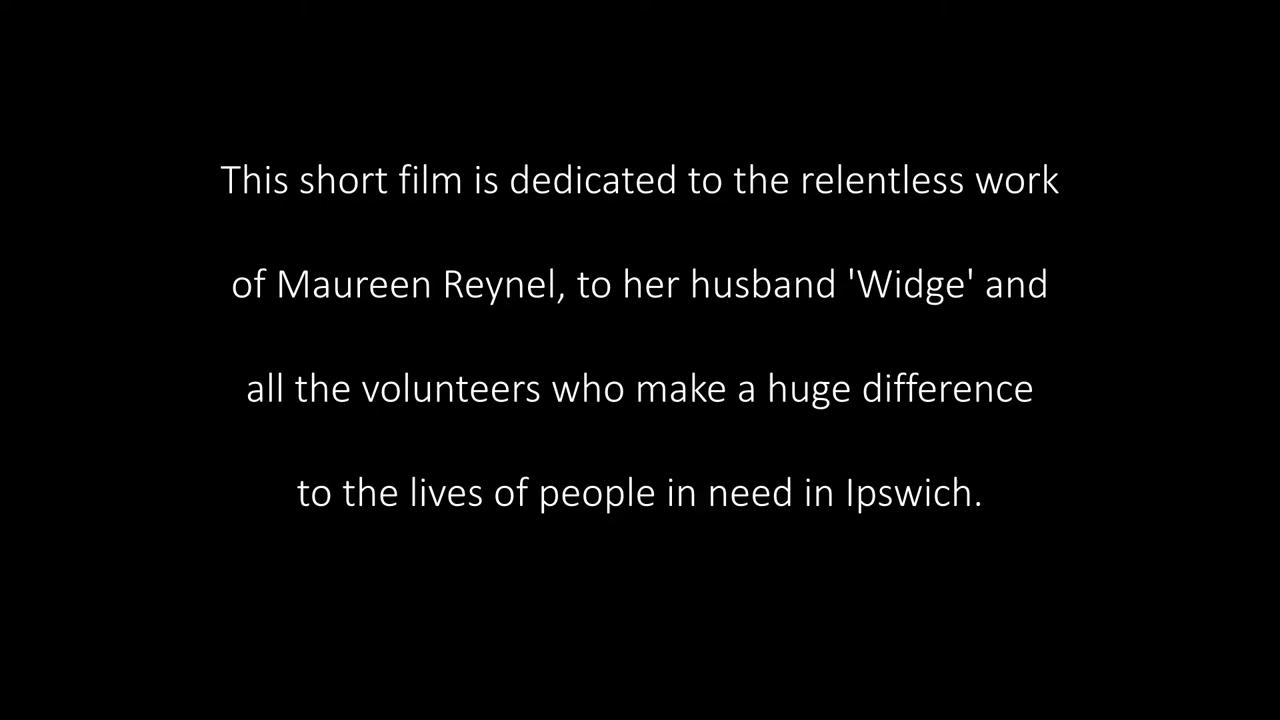 This short film is dedicated to the relentless work
of Maureen Reynel, to her husband 'Widge' and
all the volunteers who make a huge difference
to the lives of people in need in Ipswich.